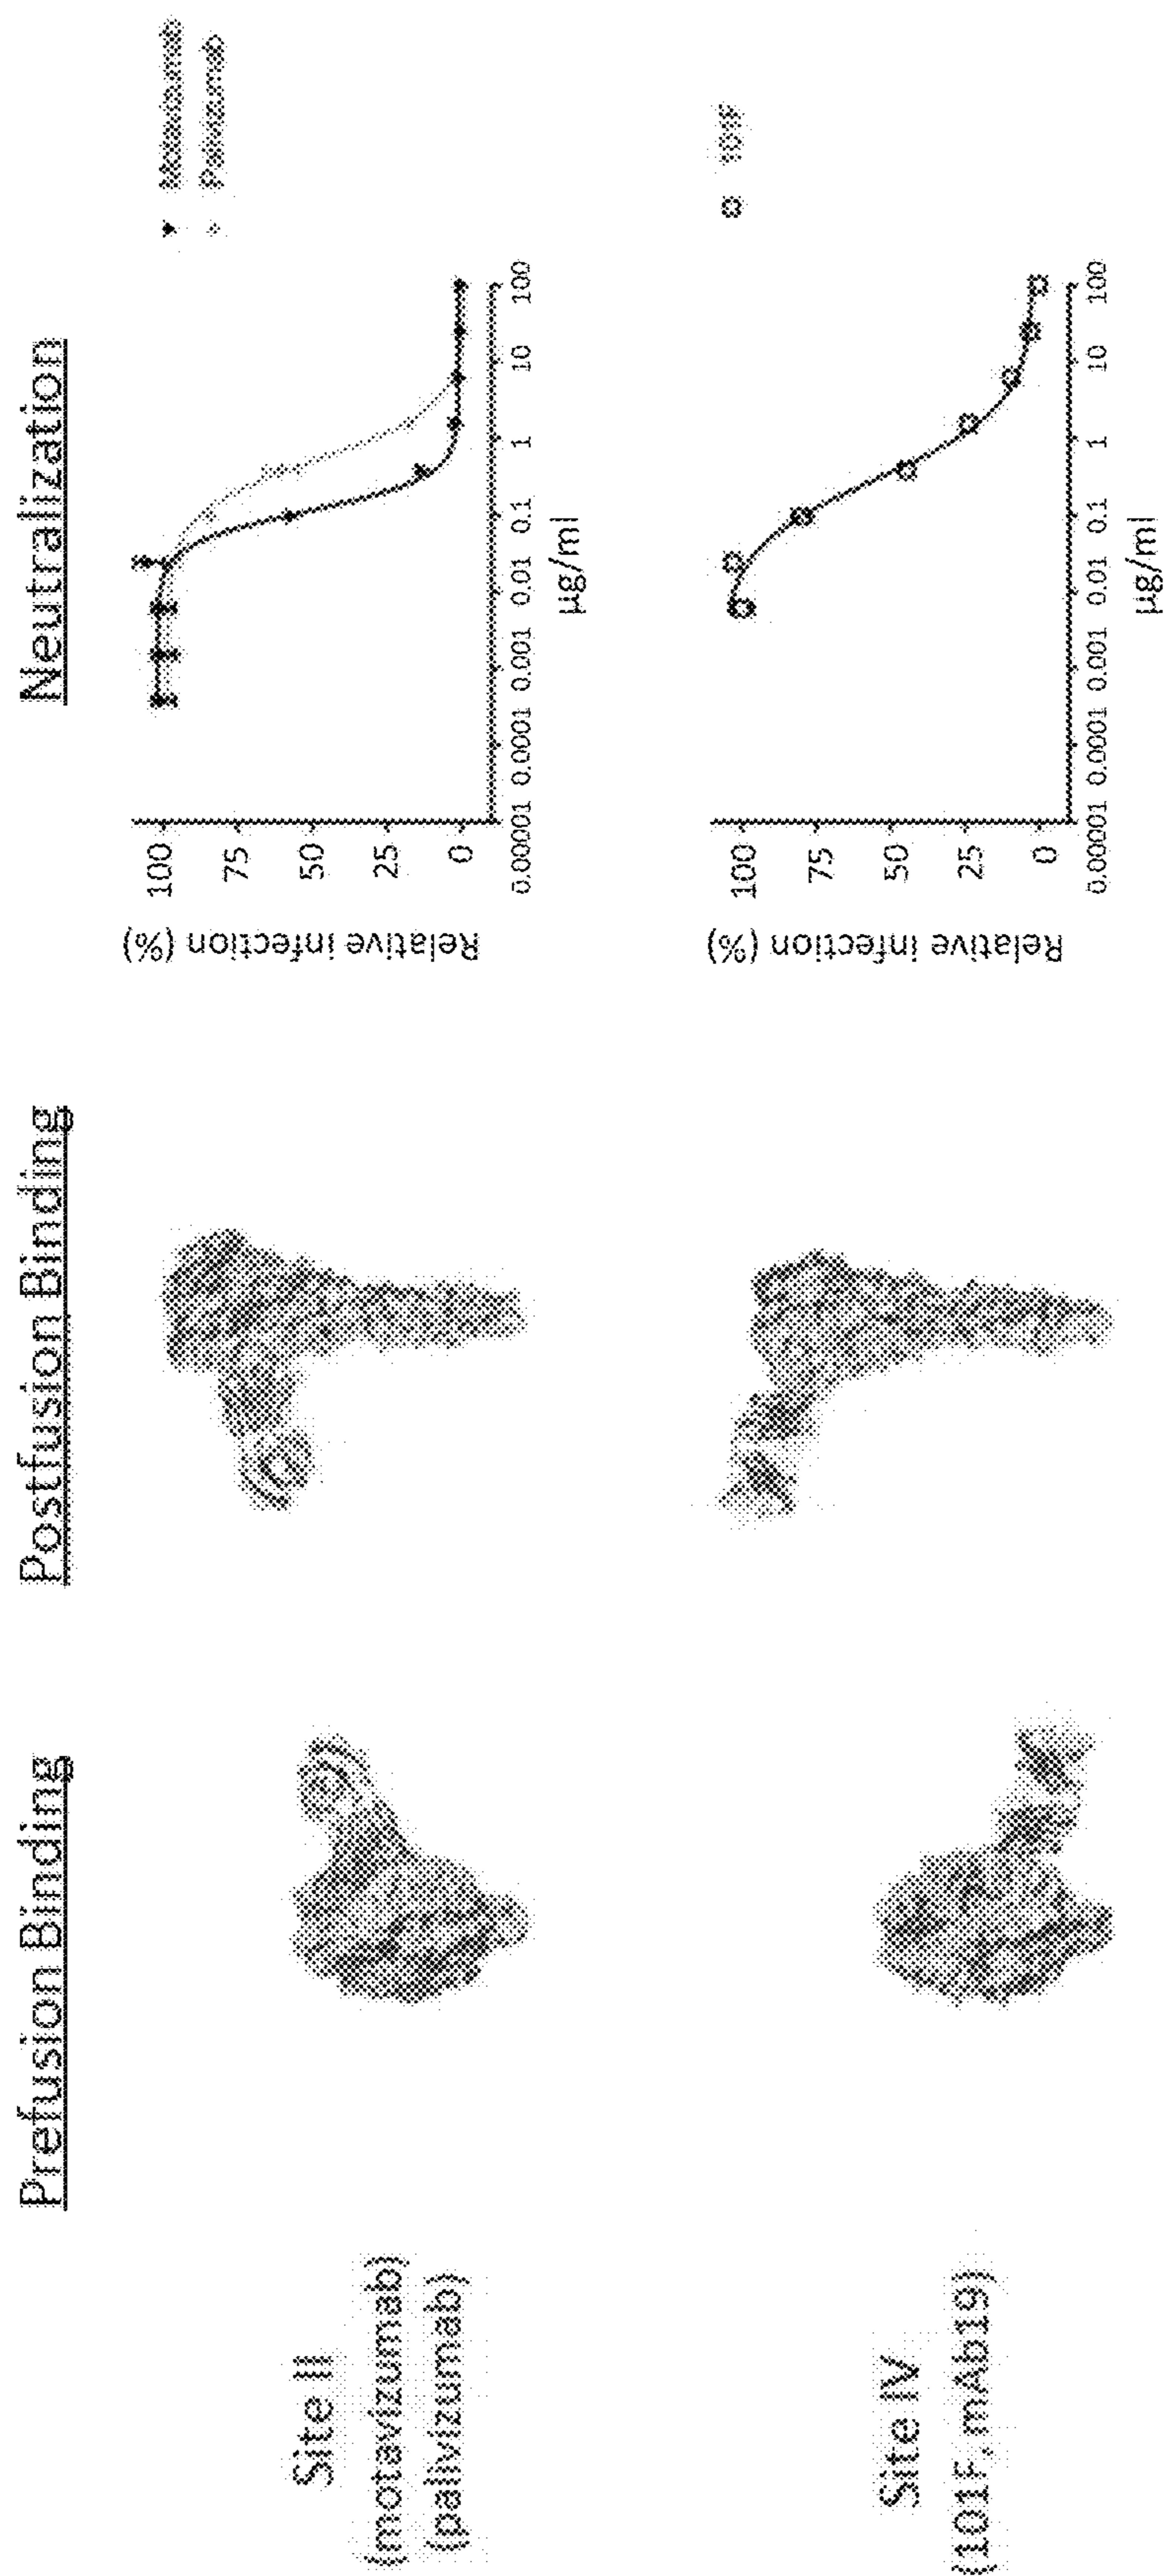 Prefusion Binding
Postfusion Binding
Neutralization
Site II
(motavizumab)
(palivizumab)
Relative infection (%)
100
75
50
25
0
0.00001 0.0001 0.001 0.01 0.1 1 10 100
µg/ml
Motavizumab
Palivizumab
Site IV
(101F, mAb19)
Relative infection (%)
100
75
50
25
0
0.00001 0.0001 0.001 0.01 0.1 1 10 100
µg/ml
101F